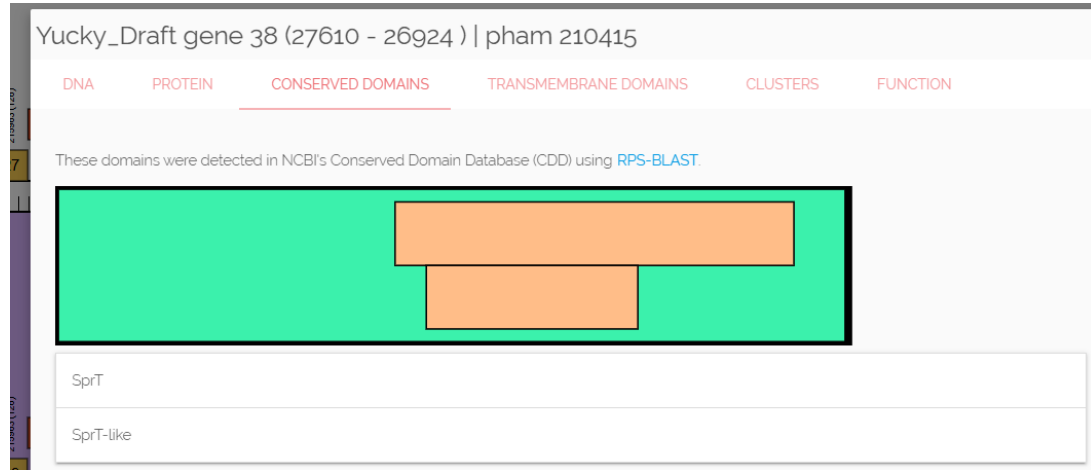 Yucky_Draft gene 38 (27610 - 26924 ) | pham 210415
DNA PROTEIN CONSERVED DOMAINS TRANSMEMBRANE DOMAINS CLUSTERS FUNCTION
These domains were detected in NCBI's Conserved Domain Database (CDD) using RPS-BLAST.
7
SprT
SprT-like